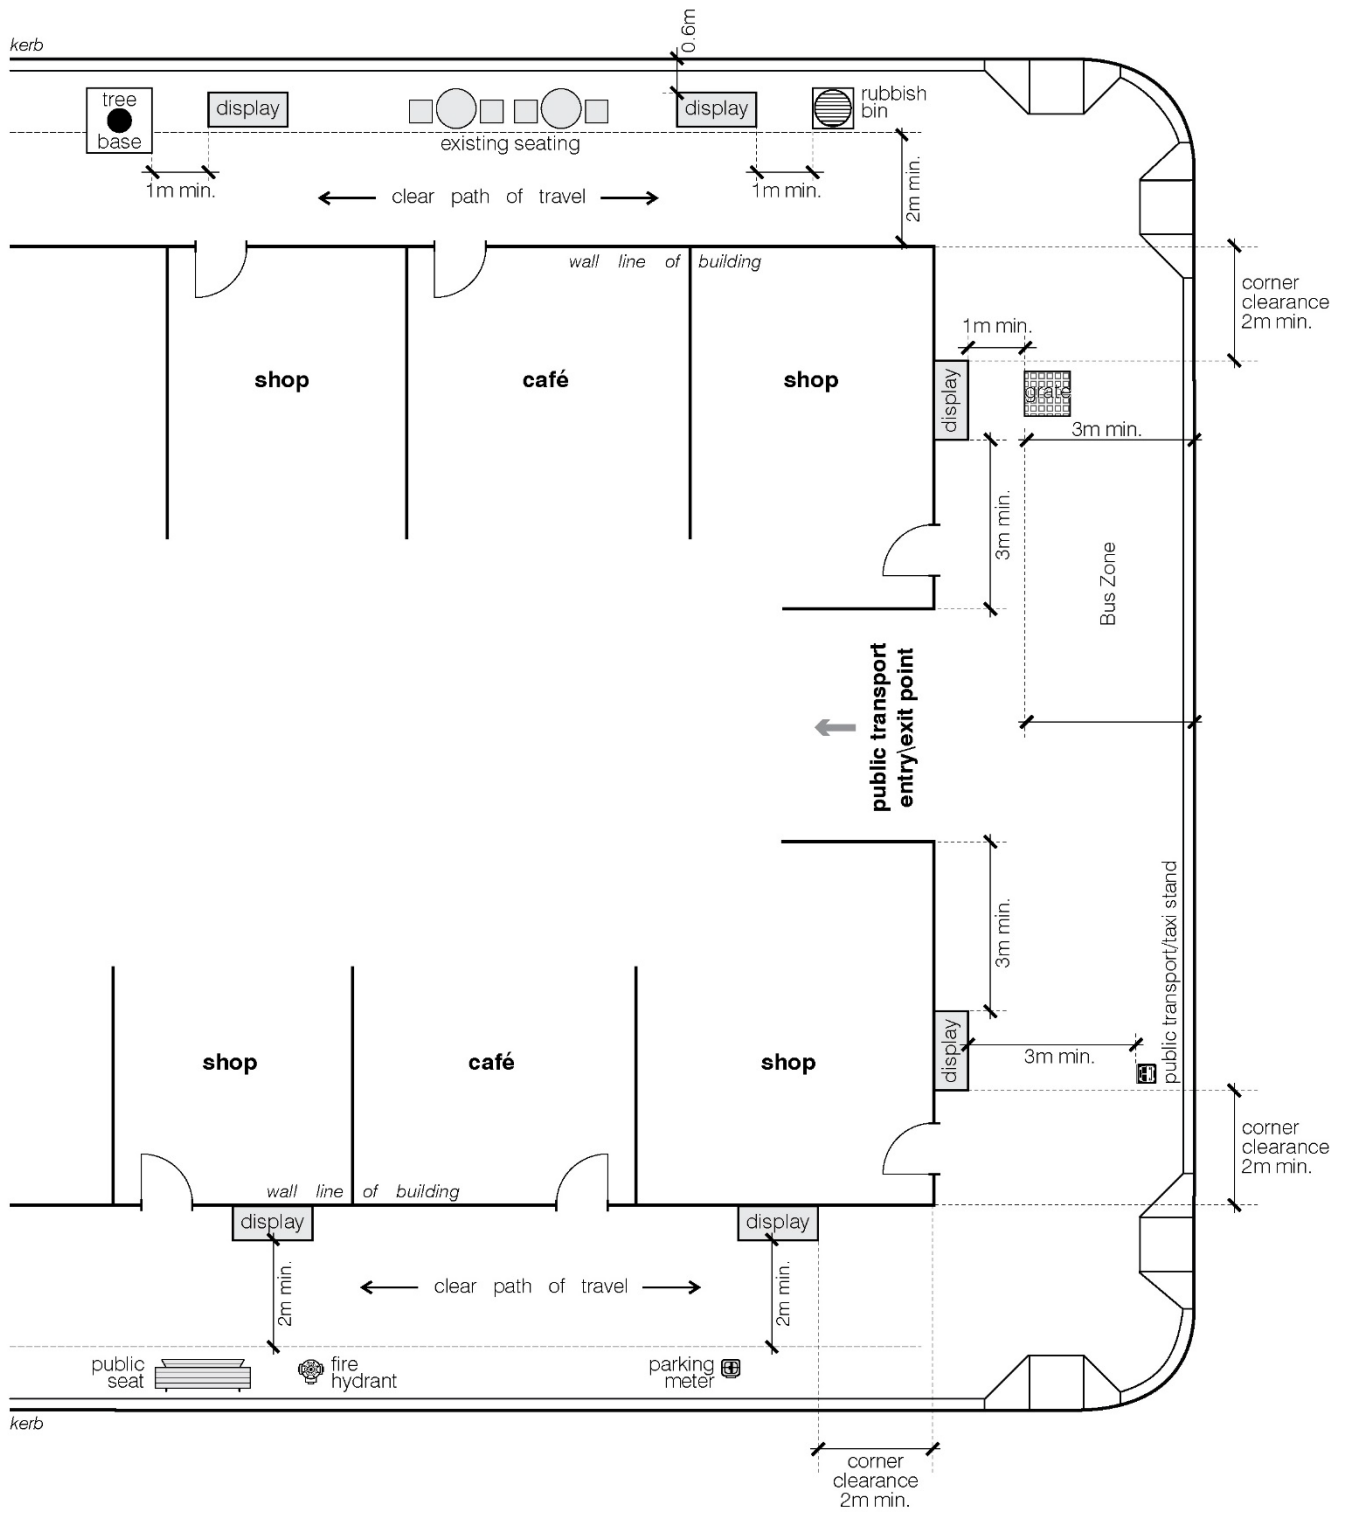 0.6m
kerb
tree
base
display
existing seating
display
rubbish
bin
1m min.
clear path of travel
1m min.
2m min.
wall line of building
corner
clearance
2m min.
1m min.
shop
café
shop
display
grate
3m min.
3m min.
Bus Zone
public transport
entry\exit point
3m min.
public transport/taxi stand
display
3m min.
shop
café
shop
corner
clearance
2m min.
wall line of building
display
display
2m min.
clear path of travel
2m min.
public
seat
fire
hydrant
parking
meter
kerb
corner
clearance
2m min.